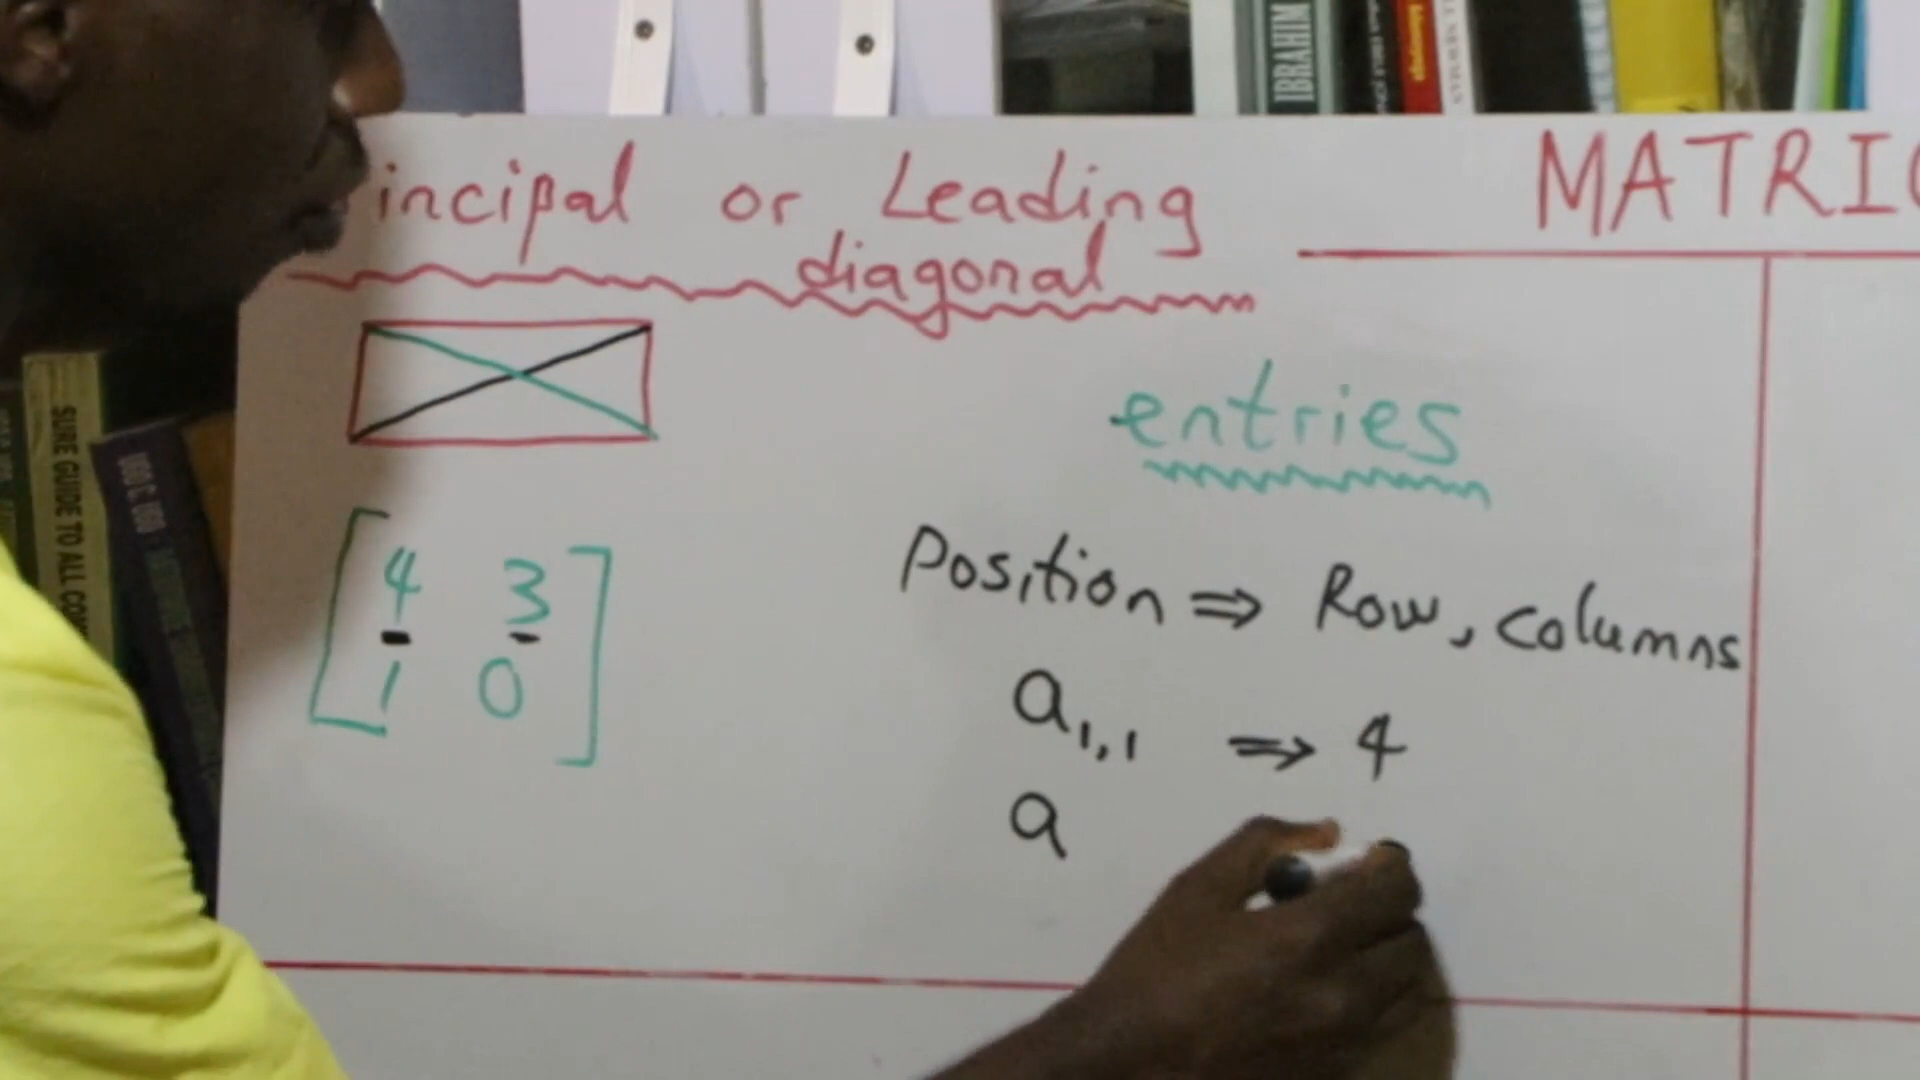 IBRAHIM
incipal or Leading
diagonal
MATRIC
entries
4 3
1 0
Position ⇒ Row, columns
a1,1 ⇒ 4
a
SURE GUIDE TO ALL COM